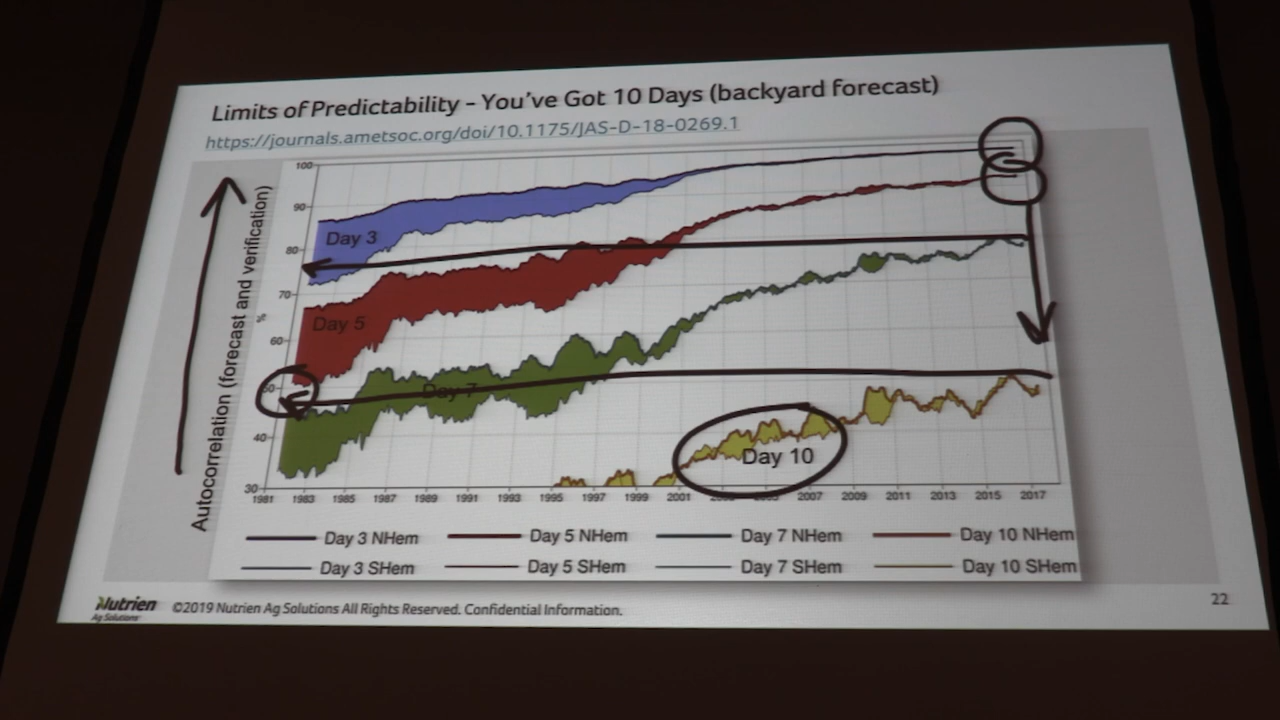 Limits of Predictability – You've Got 10 Days (backyard forecast)
https://journals.ametsoc.org/doi/10.1175/JAS-D-18-0269.1
Autocorrelation (forecast and verification)
%
100
90
80
70
60
50
40
30
Day 3
Day 5
Day 7
Day 10
1981 1983 1985 1987 1989 1991 1993 1995 1997 1999 2001 2003 2005 2007 2009 2011 2013 2015 2017
Day 3 NHem Day 5 NHem Day 7 NHem Day 10 NHem
Day 3 SHem Day 5 SHem Day 7 SHem Day 10 SHem
Nutrien
Ag Solutions
©2019 Nutrien Ag Solutions All Rights Reserved. Confidential Information.
22